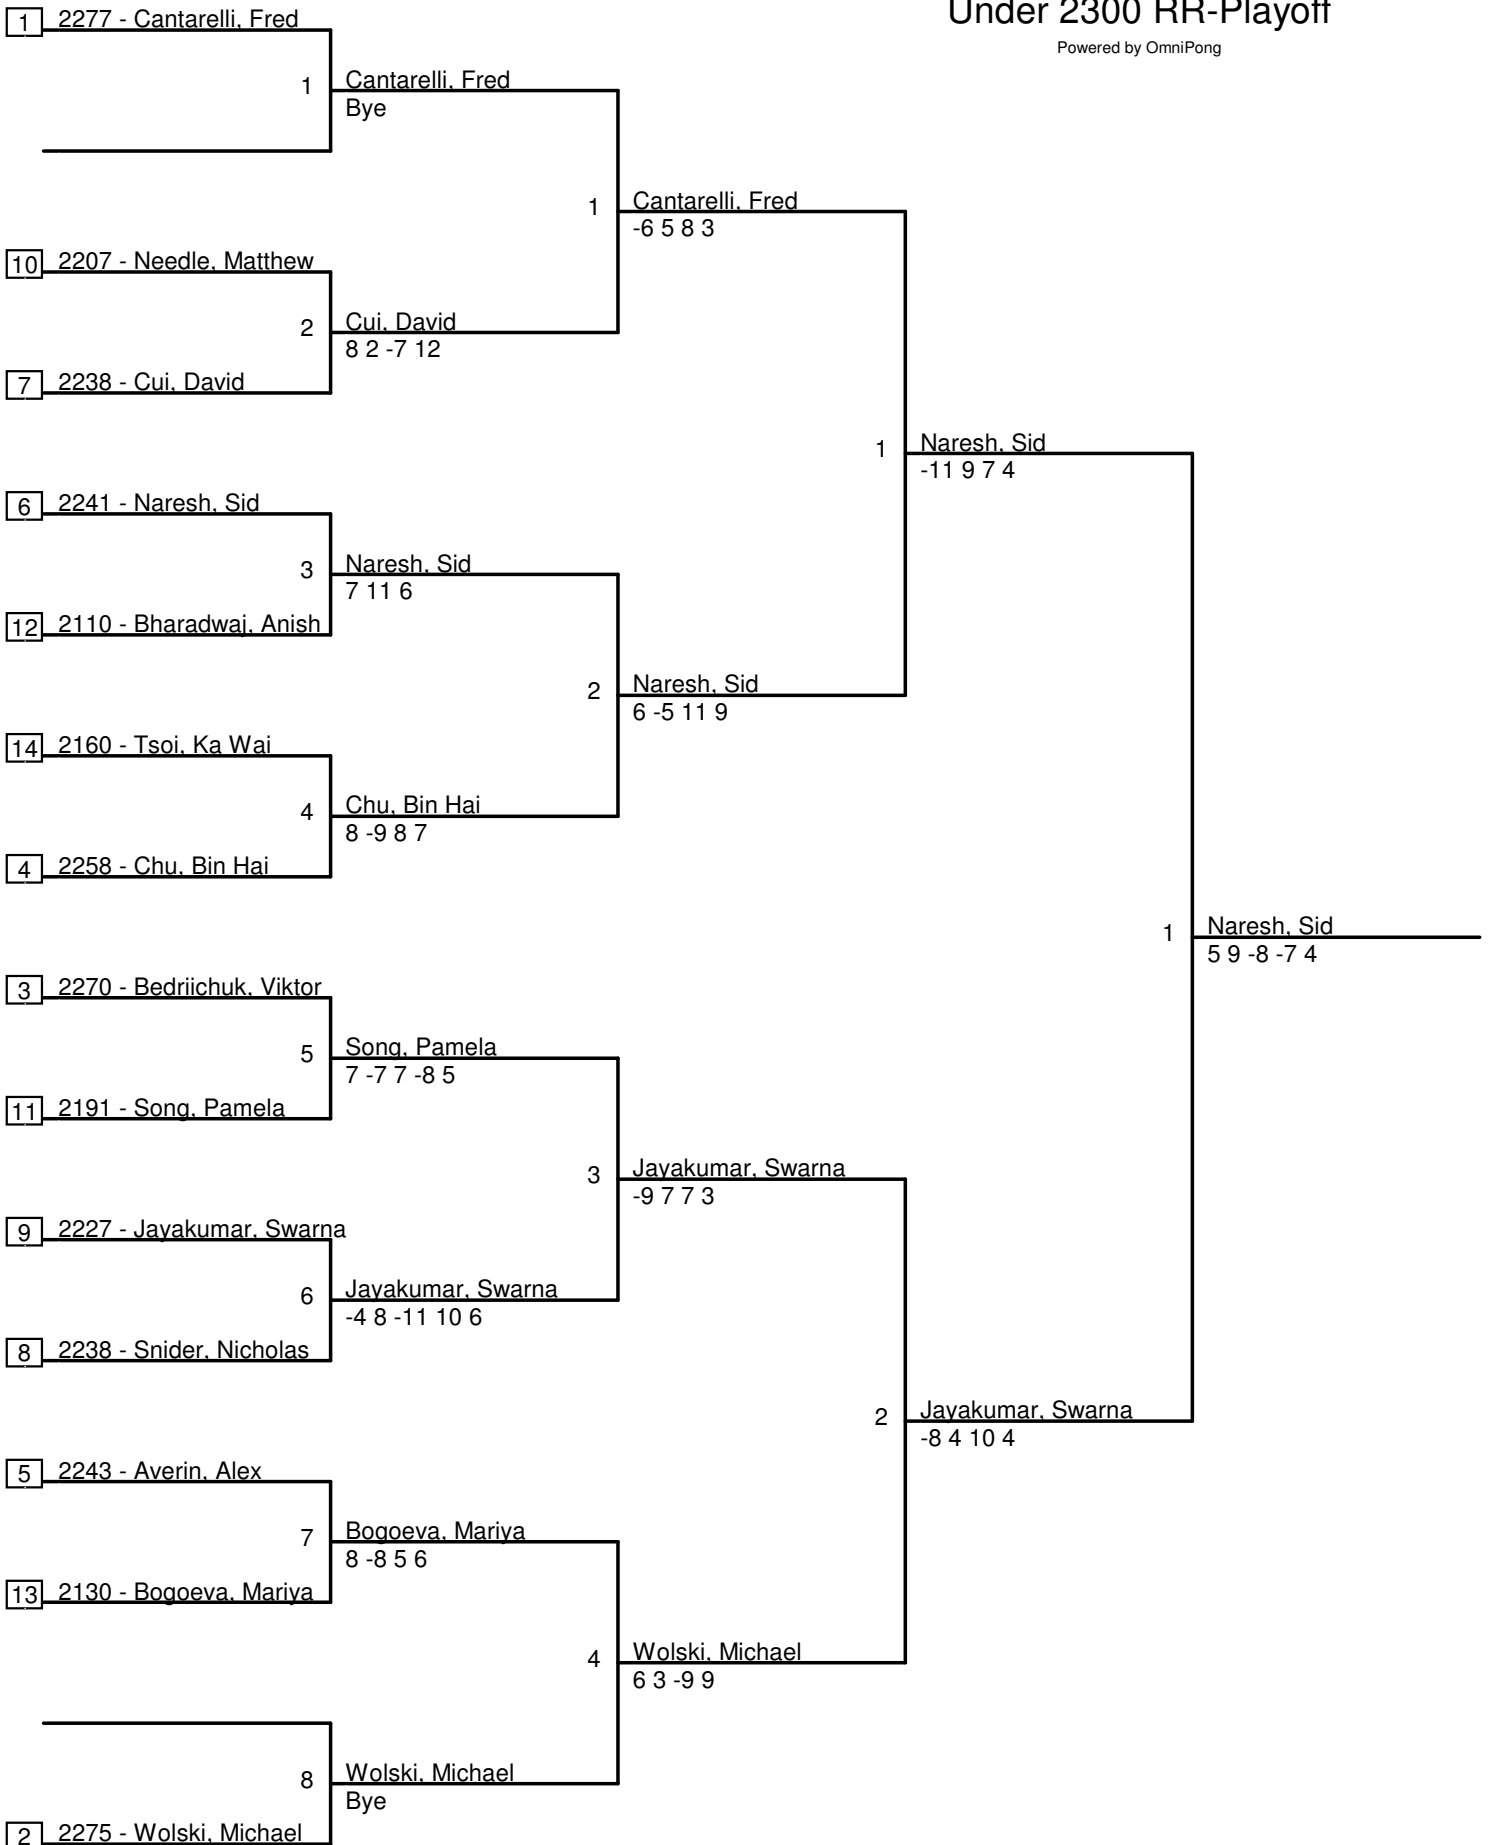 Under 2300 RR-Playoff
Powered by OmniPong
1 2277 - Cantarelli, Fred
1 Cantarelli, Fred
Bye
1 Cantarelli, Fred
-6 5 8 3
10 2207 - Needle, Matthew
2 Cui, David
8 2 -7 12
7 2238 - Cui, David
1 Naresh, Sid
-11 9 7 4
6 2241 - Naresh, Sid
3 Naresh, Sid
7 11 6
12 2110 - Bharadwaj, Anish
2 Naresh, Sid
6 -5 11 9
14 2160 - Tsoi, Ka Wai
4 Chu, Bin Hai
8 -9 8 7
4 2258 - Chu, Bin Hai
1 Naresh, Sid
5 9 -8 -7 4
3 2270 - Bedriichuk, Viktor
5 Song, Pamela
7 -7 7 -8 5
11 2191 - Song, Pamela
3 Jayakumar, Swarna
-9 7 7 3
9 2227 - Jayakumar, Swarna
6 Jayakumar, Swarna
-4 8 -11 10 6
8 2238 - Snider, Nicholas
2 Jayakumar, Swarna
-8 4 10 4
5 2243 - Averin, Alex
7 Bogoeva, Mariya
8 -8 5 6
13 2130 - Bogoeva, Mariya
4 Wolski, Michael
6 3 -9 9
8 Wolski, Michael
Bye
2 2275 - Wolski, Michael